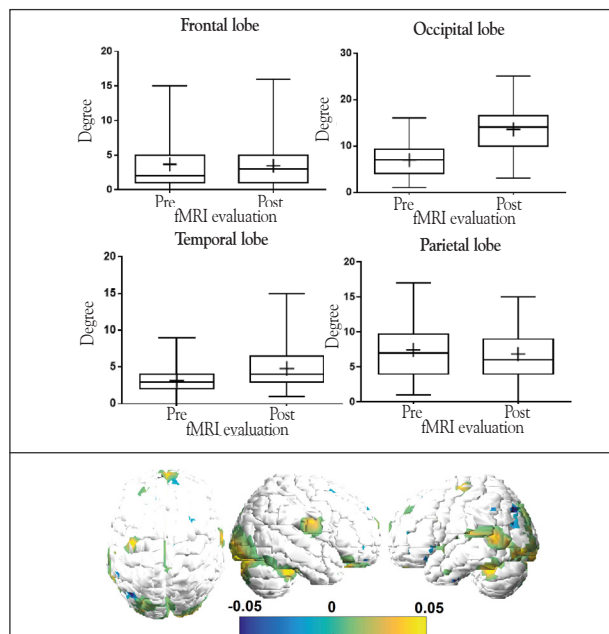 Frontal lobe
20
15
10
5
0
Degree
Pre Post
fMRI evaluation
Occipital lobe
30
20
10
0
Degree
Pre Post
fMRI evaluation
Temporal lobe
20
15
10
5
0
Degree
Pre Post
fMRI evaluation
Parietal lobe
20
15
10
5
0
Degree
Pre Post
fMRI evaluation
-0.05 0 0.05